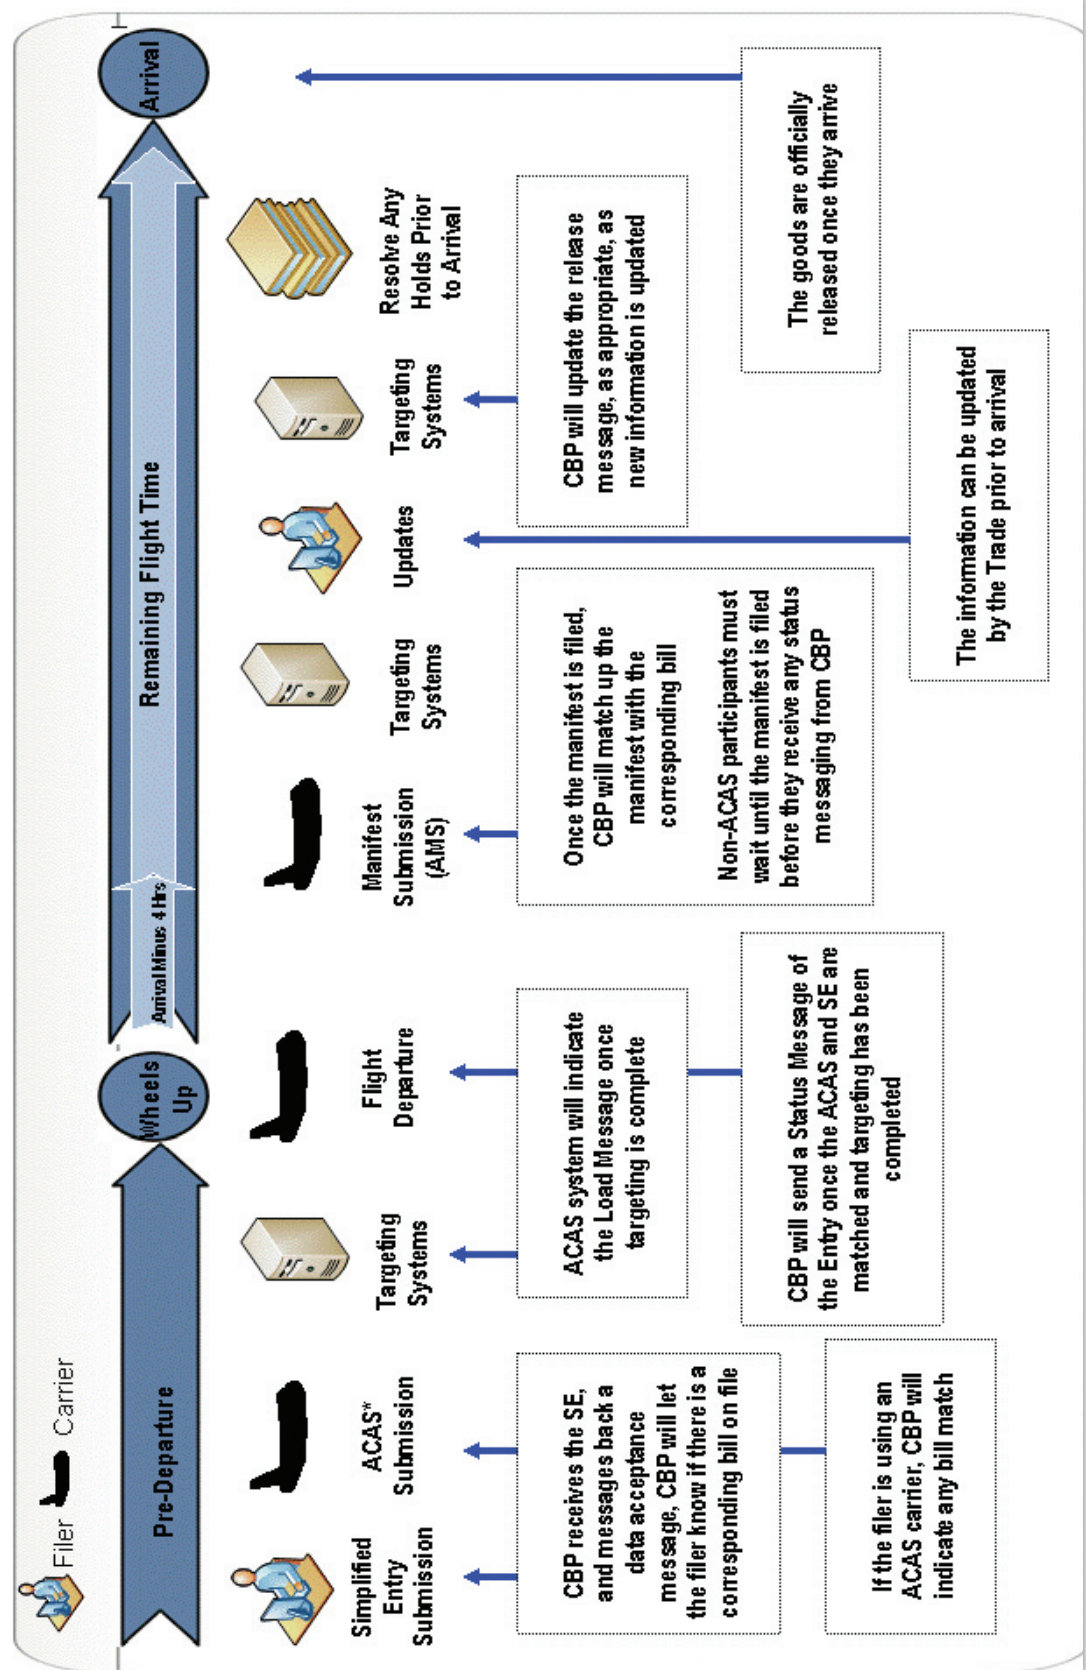 Filer
Carrier
Pre-Departure
Wheels
Up
Arrival Minus 4 Hrs
Remaining Flight Time
Arrival
Simplified
Entry
Submission
ACAS*
Submission
Targeting
Systems
Flight
Departure
Manifest
Submission
(AMS)
Targeting
Systems
Updates
Targeting
Systems
Resolve Any
Holds Prior
to Arrival
CBP receives the SE,
and messages back a
data acceptance
message, CBP will let
the filer know if there is a
corresponding bill on file
If the filer is using an
ACAS carrier, CBP will
indicate any bill match
ACAS system will indicate
the Load Message once
targeting is complete
CBP will send a Status Message of
the Entry once the ACAS and SE are
matched and targeting has been
completed
Once the manifest is filed,
CBP will match up the
manifest with the
corresponding bill
Non-ACAS participants must
wait until the manifest is filed
before they receive any status
messaging from CBP
The information can be updated
by the Trade prior to arrival
CBP will update the release
message, as appropriate, as
new information is updated
The goods are officially
released once they arrive